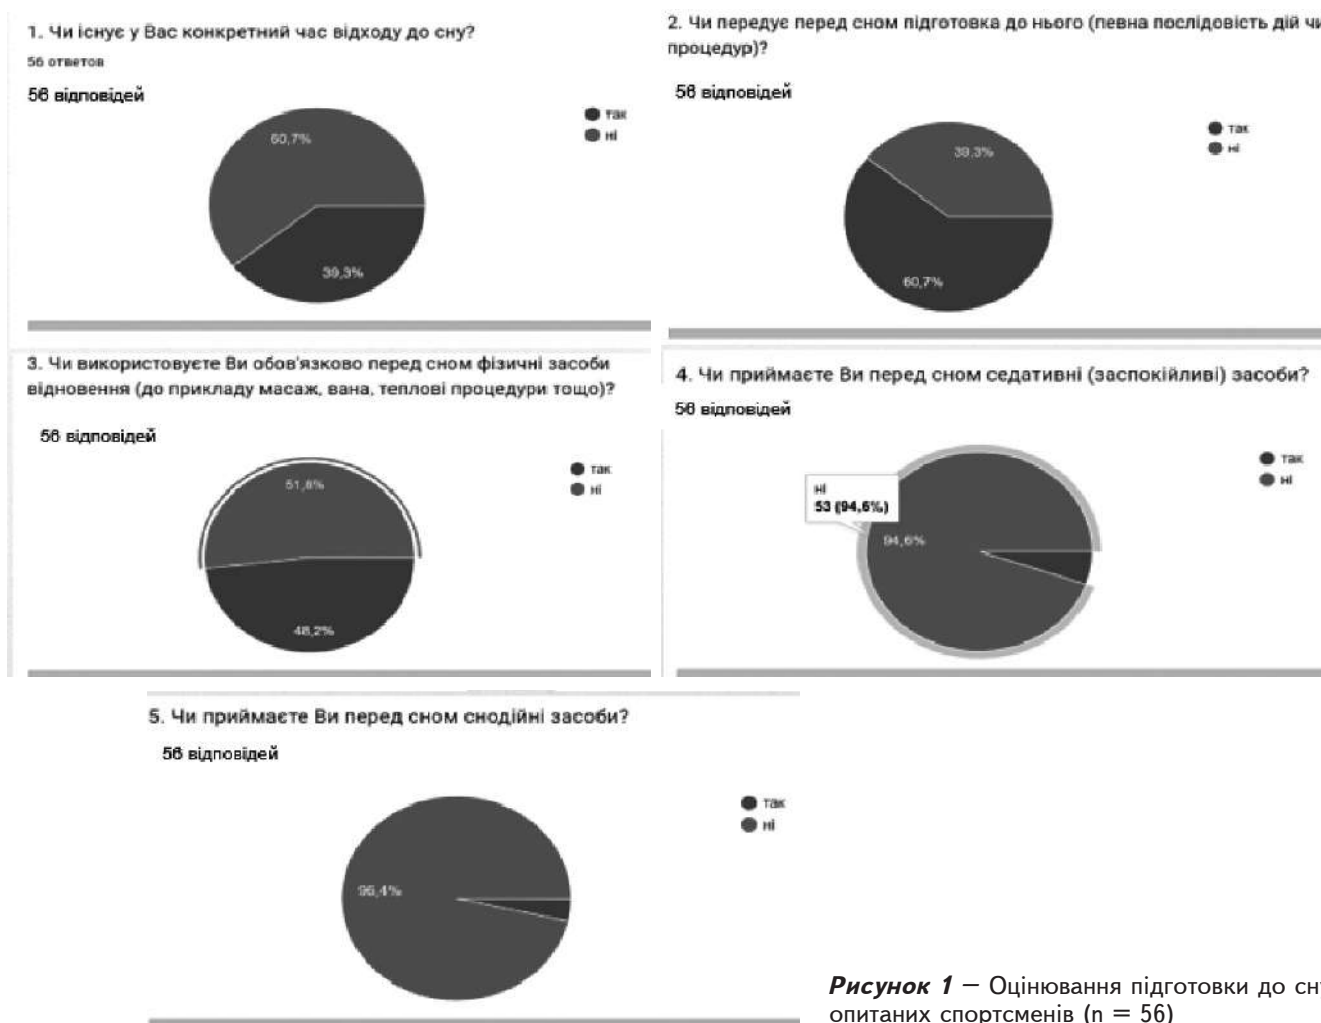 1. Чи існує у Вас конкретний час відходу до сну?
56 ответов
56 відповідей
60,7%
39,3%
так
ні
2. Чи передує перед сном підготовка до нього (певна послідовість дій чи
процедур)?
56 відповідей
39,3%
60,7%
так
ні
3. Чи використовуєте Ви обов'язково перед сном фізичні засоби
відновення (до прикладу масаж, вана, теплові процедури тощо)?
56 відповідей
51,8%
48,2%
так
ні
4. Чи приймаєте Ви перед сном седативні (заспокійливі) засоби?
56 відповідей
ні
53 (94,6%)
94,6%
так
ні
5. Чи приймаєте Ви перед сном снодійні засоби?
56 відповідей
96,4%
так
ні
Рисунок 1 — Оцінювання підготовки до сну
опитаних спортсменів (n = 56)